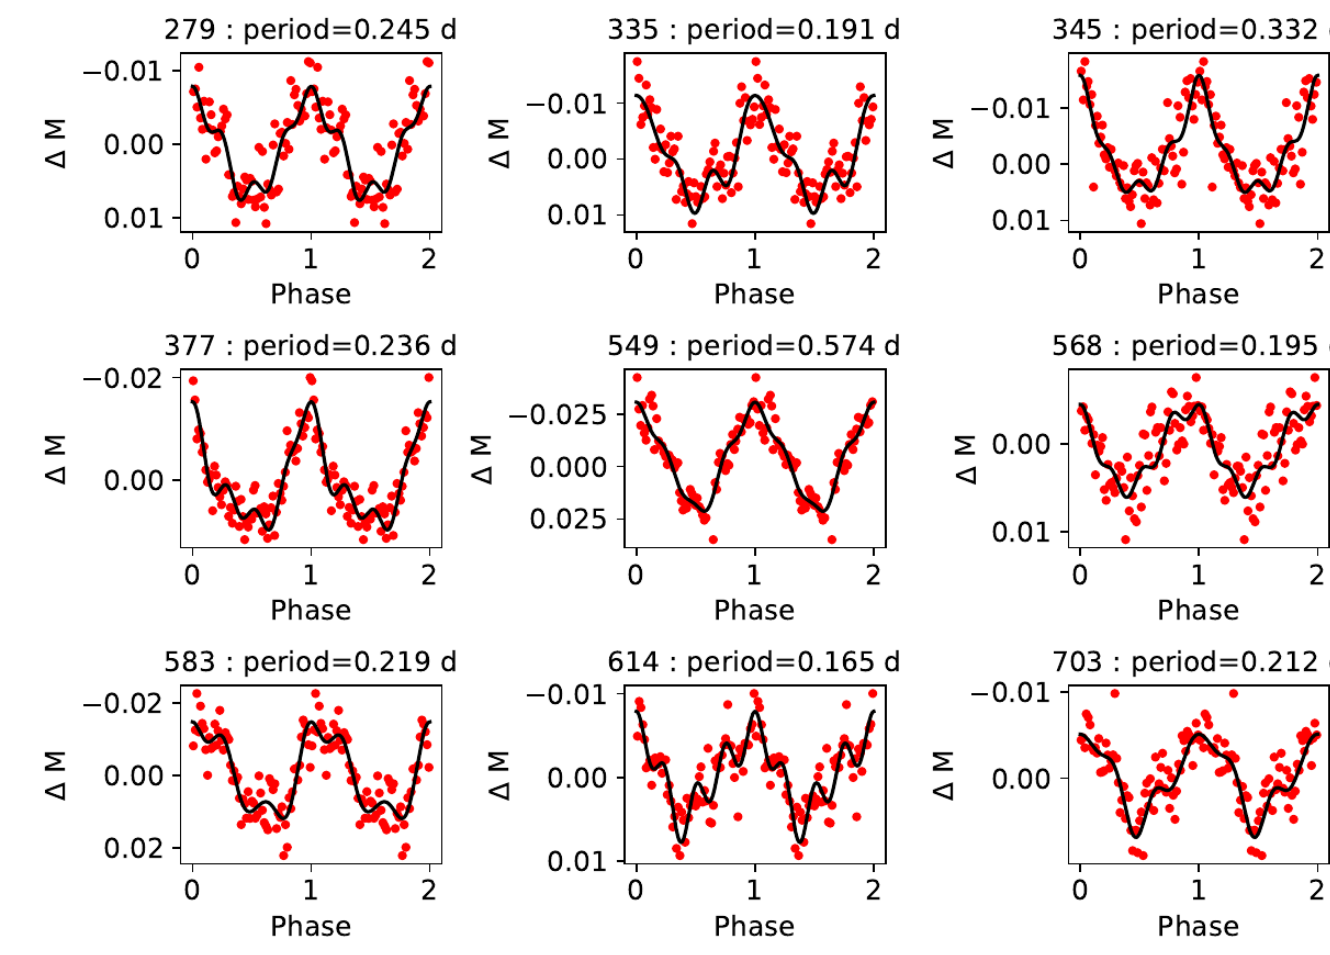 279 : period=0.245 d
335 : period=0.191 d
345 : period=0.332
−0.01
0.00
0.01
Δ M
0
1
2
Phase
−0.01
0.00
0.01
Δ M
0
1
2
Phase
−0.01
0.00
0.01
Δ M
0
1
2
Phase
377 : period=0.236 d
549 : period=0.574 d
568 : period=0.195
−0.02
0.00
Δ M
0
1
2
Phase
−0.025
0.000
0.025
Δ M
0
1
2
Phase
0.00
0.01
Δ M
0
1
2
Phase
583 : period=0.219 d
614 : period=0.165 d
703 : period=0.212
−0.02
0.00
0.02
Δ M
0
1
2
Phase
−0.01
0.00
0.01
Δ M
0
1
2
Phase
−0.01
0.00
Δ M
0
1
2
Phase